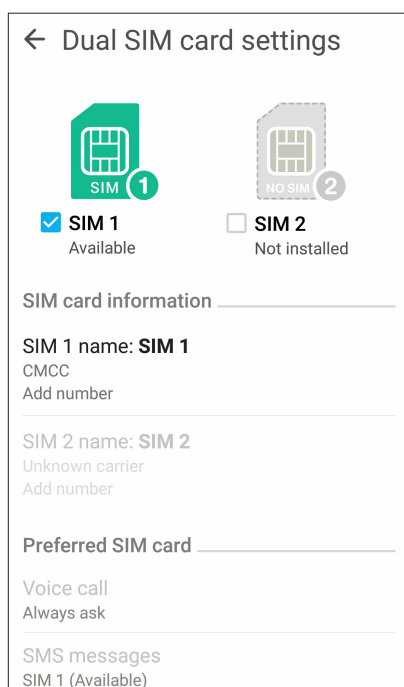 Dual SIM card settings
SIM 1
NO SIM 2
SIM 1
Available
SIM 2
Not installed
SIM card information
SIM 1 name: SIM 1
CMCC
Add number
SIM 2 name: SIM 2
Unknown carrier
Add number
Preferred SIM card
Voice call
Always ask
SMS messages
SIM 1 (Available)